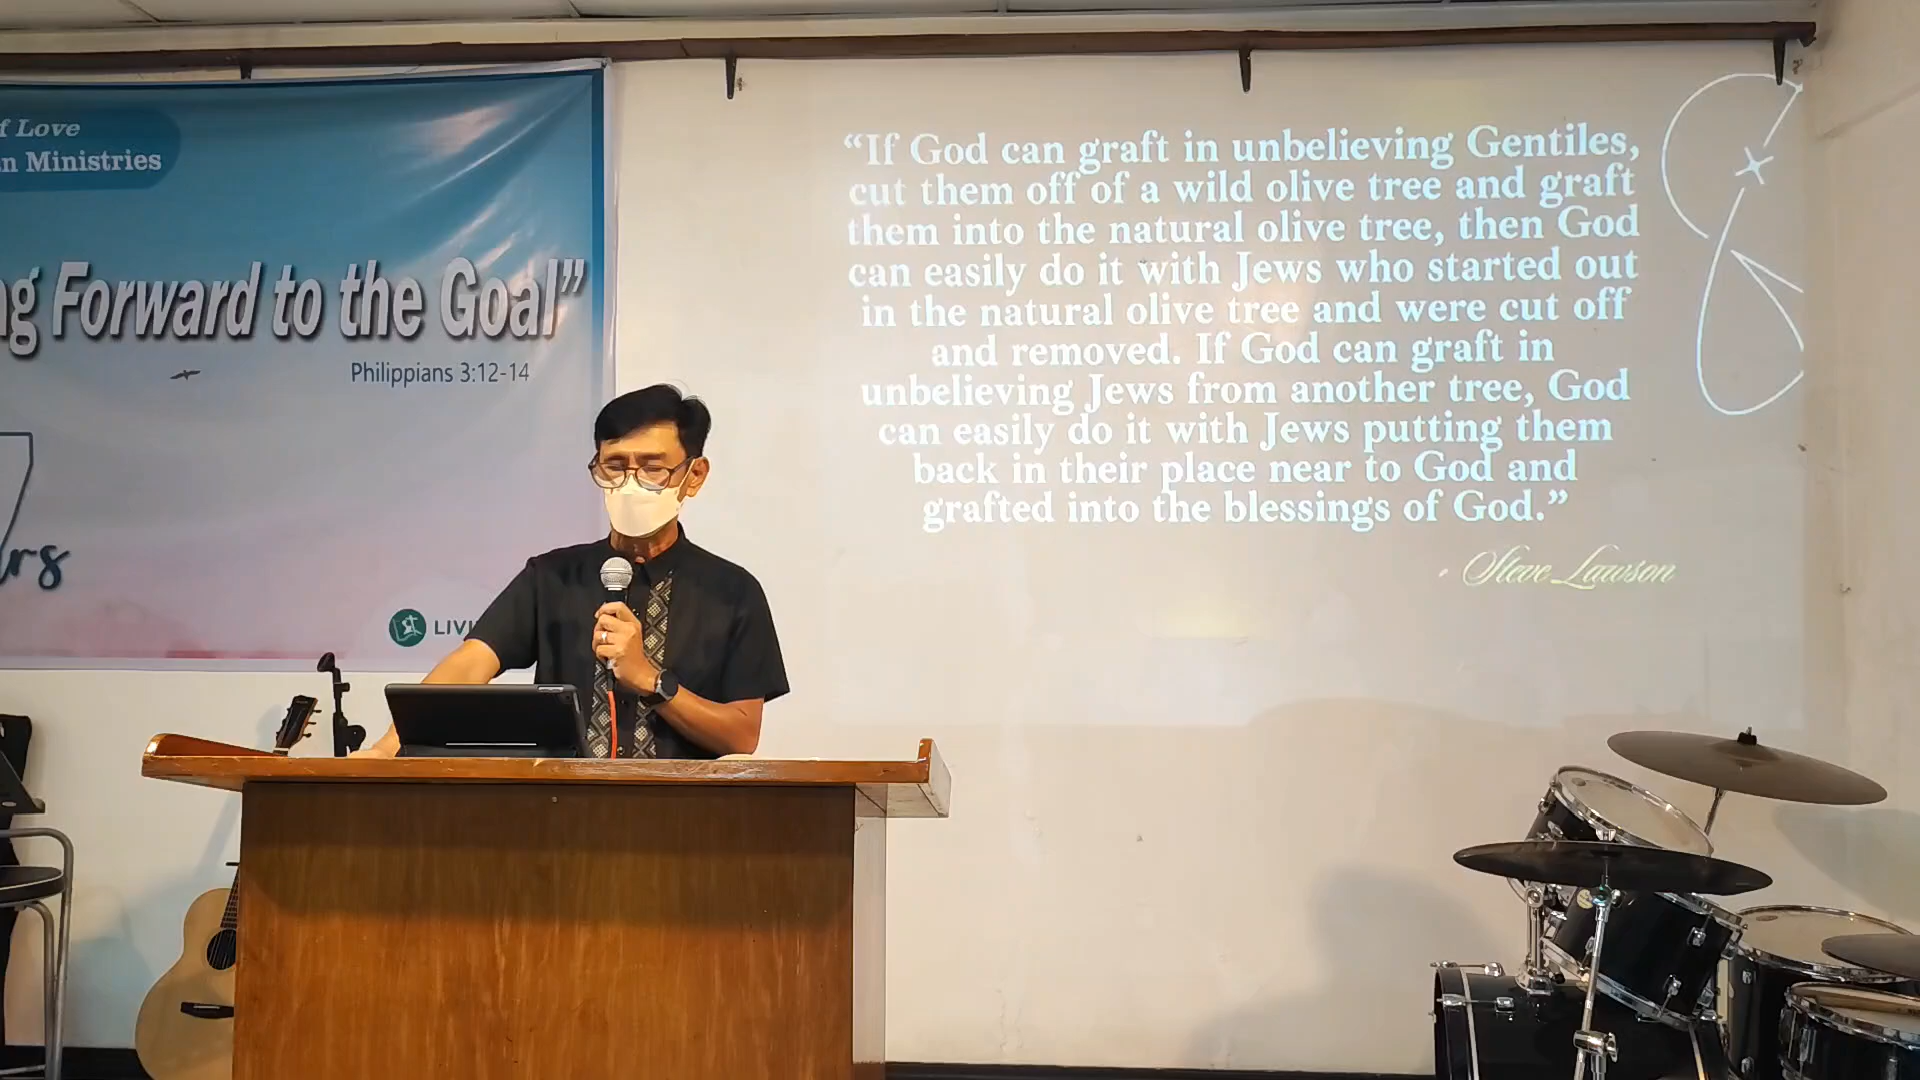 f Love
n Ministries
g Forward to the Goal”
Philippians 3:12-14
rs
LIVI
“If God can graft in unbelieving Gentiles,
cut them off of a wild olive tree and graft
them into the natural olive tree, then God
can easily do it with Jews who started out
in the natural olive tree and were cut off
and removed. If God can graft in
unbelieving Jews from another tree, God
can easily do it with Jews putting them
back in their place near to God and
grafted into the blessings of God.”
- Steve Lawson